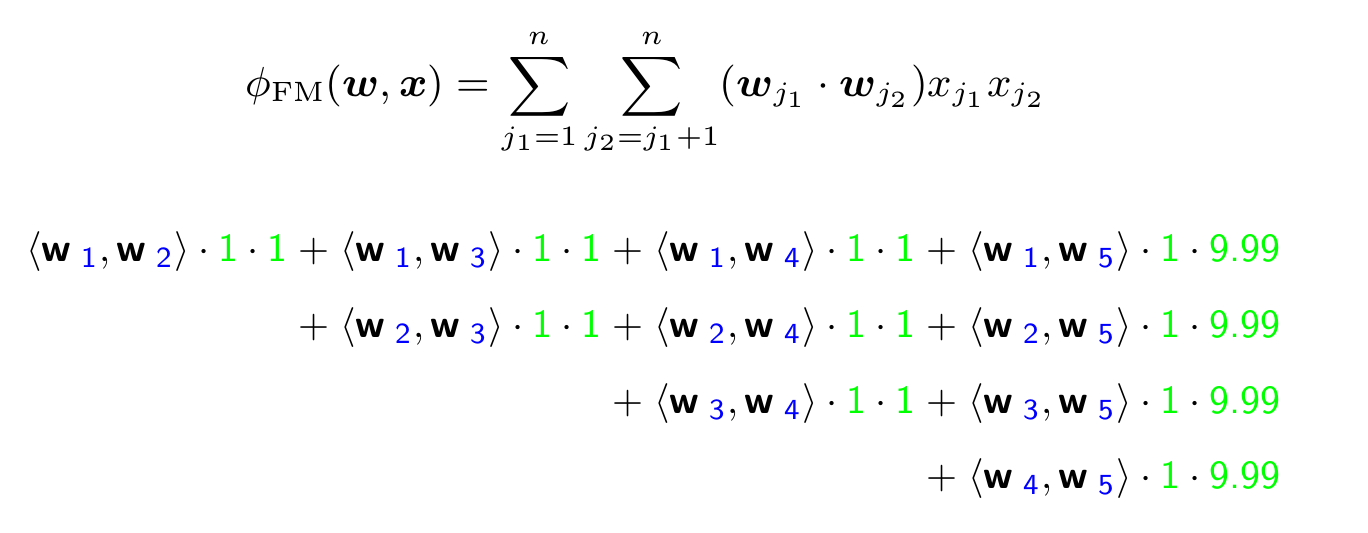 ϕ_FM(w, x) = ∑_{j₁=1}^{n} ∑_{j₂=j₁+1}^{n} (w_{j₁} · w_{j₂}) x_{j₁} x_{j₂}
⟨w 1, w 2⟩ · 1 · 1 + ⟨w 1, w 3⟩ · 1 · 1 + ⟨w 1, w 4⟩ · 1 · 1 + ⟨w 1, w 5⟩ · 1 · 9.99
+ ⟨w 2, w 3⟩ · 1 · 1 + ⟨w 2, w 4⟩ · 1 · 1 + ⟨w 2, w 5⟩ · 1 · 9.99
+ ⟨w 3, w 4⟩ · 1 · 1 + ⟨w 3, w 5⟩ · 1 · 9.99
+ ⟨w 4, w 5⟩ · 1 · 9.99